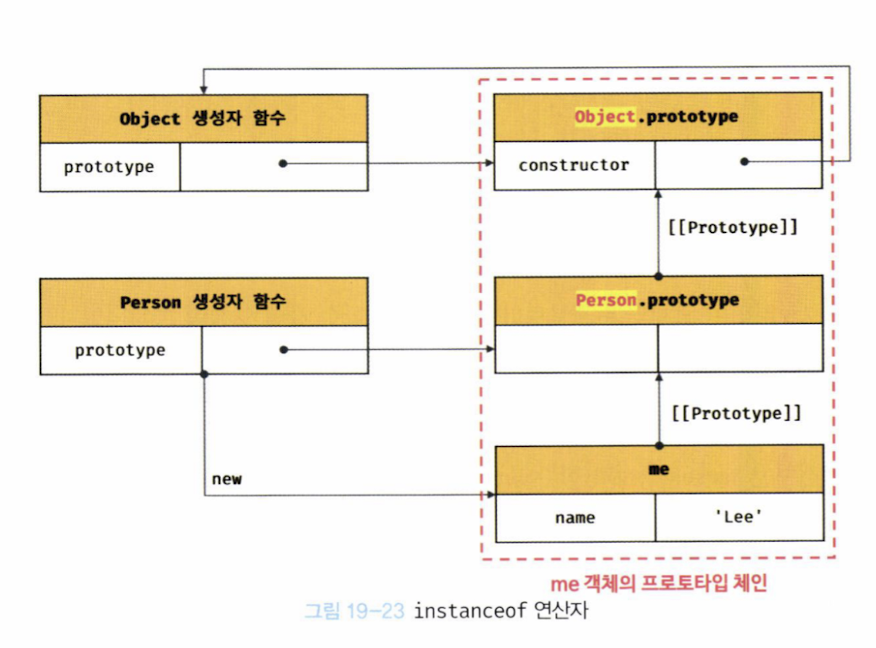 Object 생성자 함수
prototype
Object.prototype
constructor
[[Prototype]]
Person 생성자 함수
prototype
Person.prototype
[[Prototype]]
new
me
name
'Lee'
me 객체의 프로토타입 체인
그림 19-23 instanceof 연산자